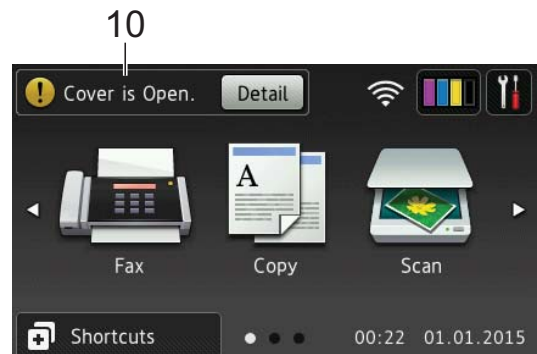 10
Cover is Open. Detail
A
Fax Copy Scan
Shortcuts 00:22 01.01.2015